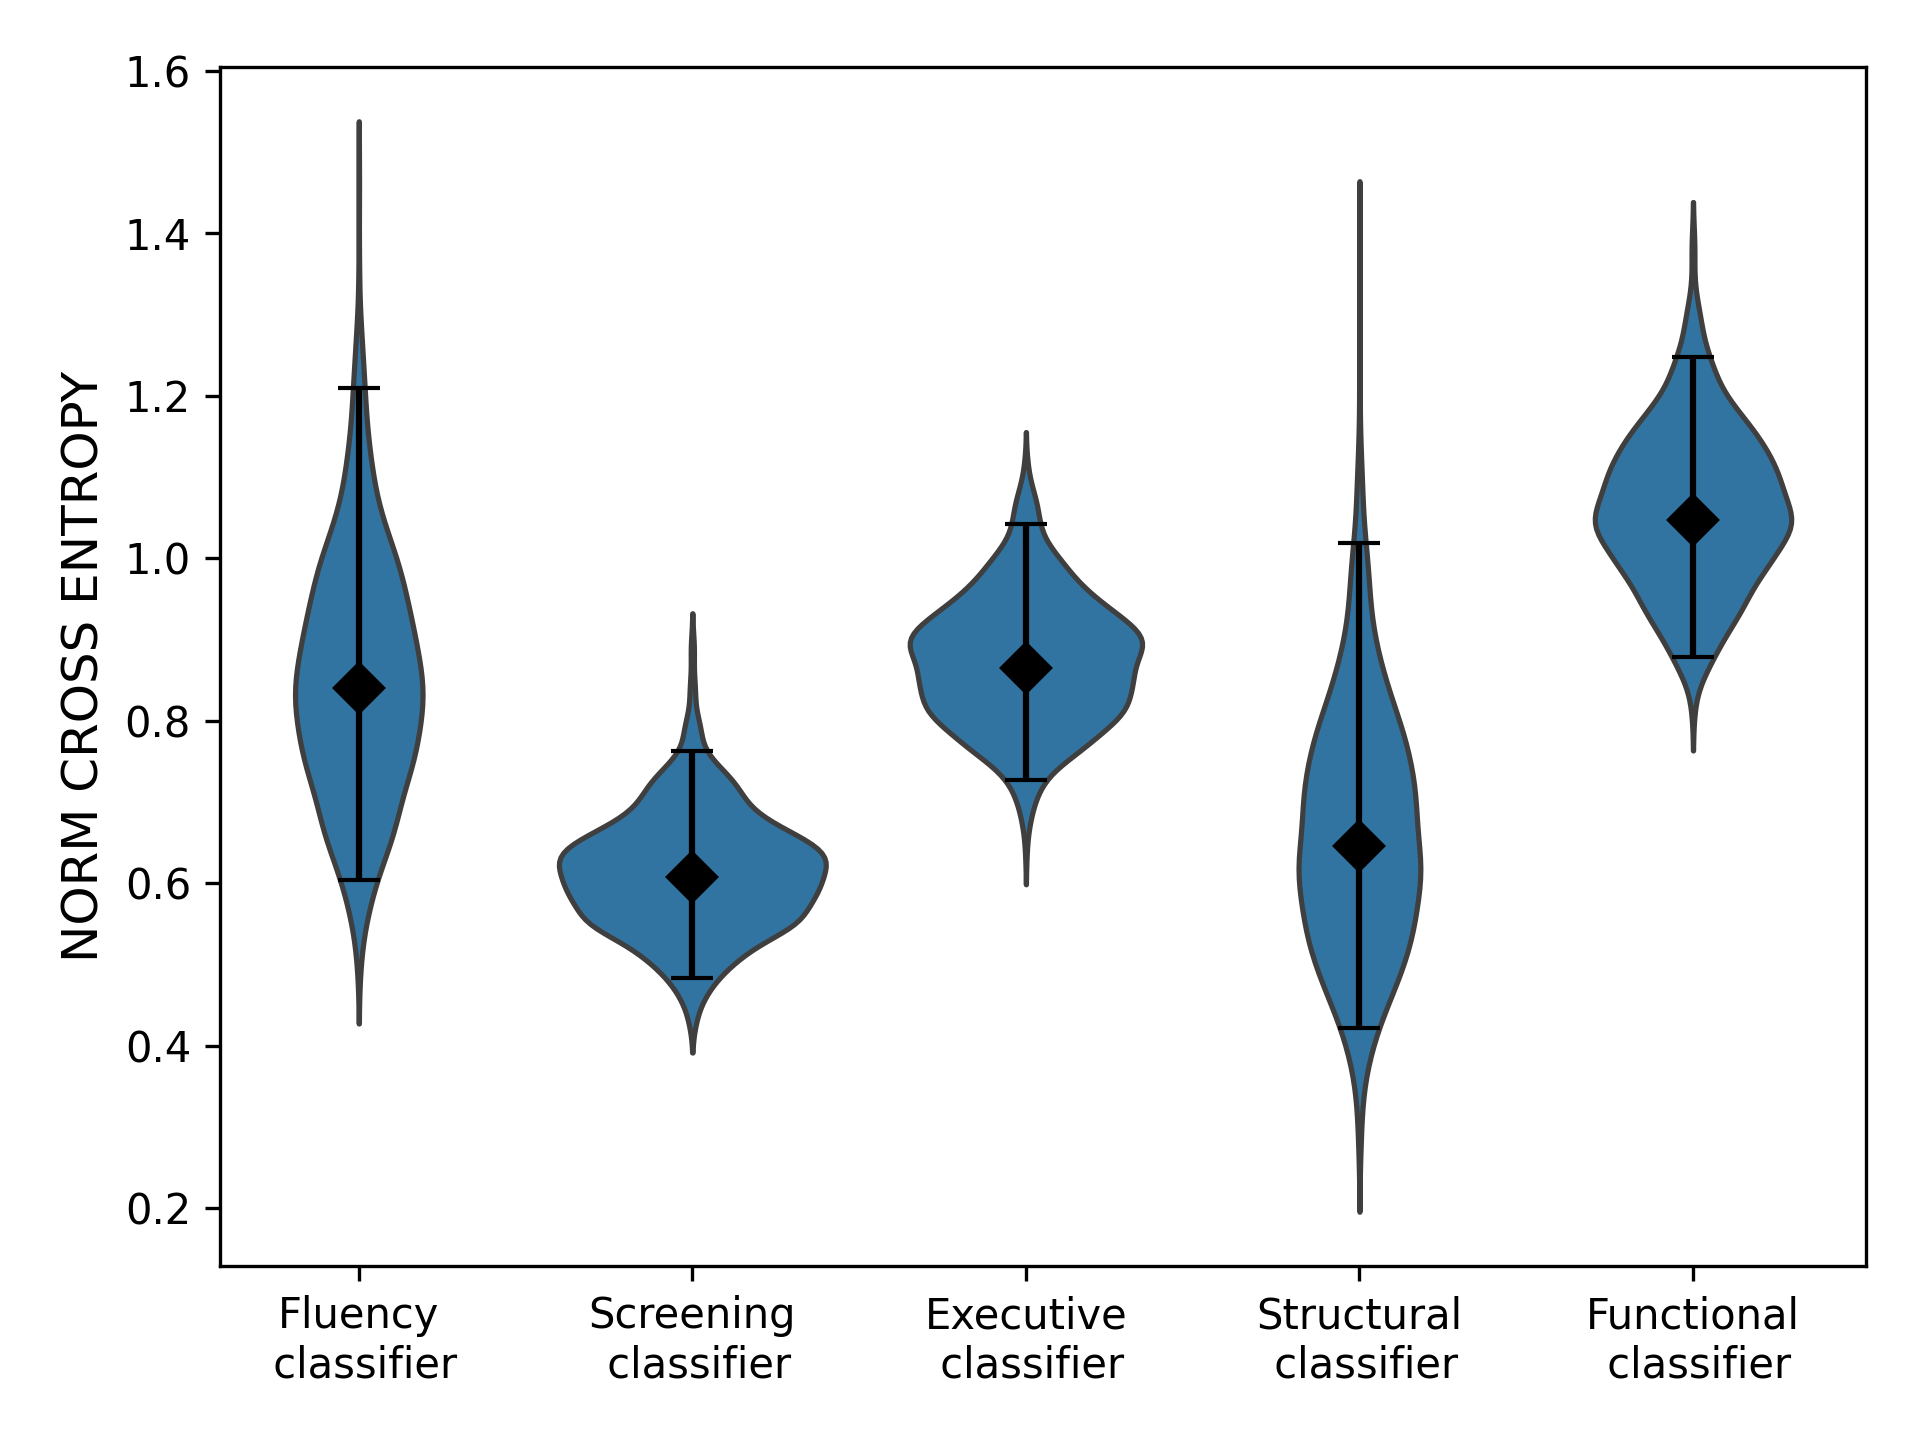 NORM CROSS ENTROPY
1.6
1.4
1.2
1.0
0.8
0.6
0.4
0.2
Fluency classifier
Screening classifier
Executive classifier
Structural classifier
Functional classifier